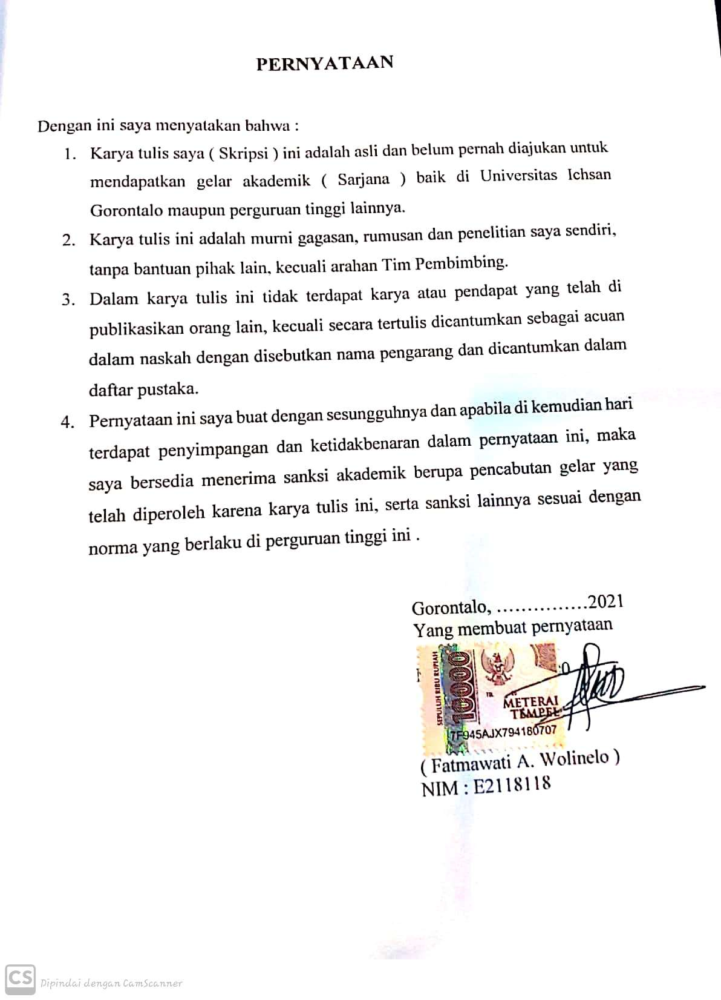 PERNYATAAN
Dengan ini saya menyatakan bahwa :
1. Karya tulis saya ( Skripsi ) ini adalah asli dan belum pernah diajukan untuk
mendapatkan gelar akademik ( Sarjana ) baik di Universitas Ichsan
Gorontalo maupun perguruan tinggi lainnya.
2. Karya tulis ini adalah murni gagasan, rumusan dan penelitian saya sendiri,
tanpa bantuan pihak lain, kecuali arahan Tim Pembimbing.
3. Dalam karya tulis ini tidak terdapat karya atau pendapat yang telah di
publikasikan orang lain, kecuali secara tertulis dicantumkan sebagai acuan
dalam naskah dengan disebutkan nama pengarang dan dicantumkan dalam
daftar pustaka.
4. Pernyataan ini saya buat dengan sesungguhnya dan apabila di kemudian hari
terdapat penyimpangan dan ketidakbenaran dalam pernyataan ini, maka
saya bersedia menerima sanksi akademik berupa pencabutan gelar yang
telah diperoleh karena karya tulis ini, serta sanksi lainnya sesuai dengan
norma yang berlaku di perguruan tinggi ini .
Gorontalo, ...............2021
Yang membuat pernyataan
SEPULUH RIBU RUPIAH
10000
METERAI
TEMPEL
7F945AJX794180707
( Fatmawati A. Wolinelo )
NIM : E2118118
CS Dipindai dengan CamScanner